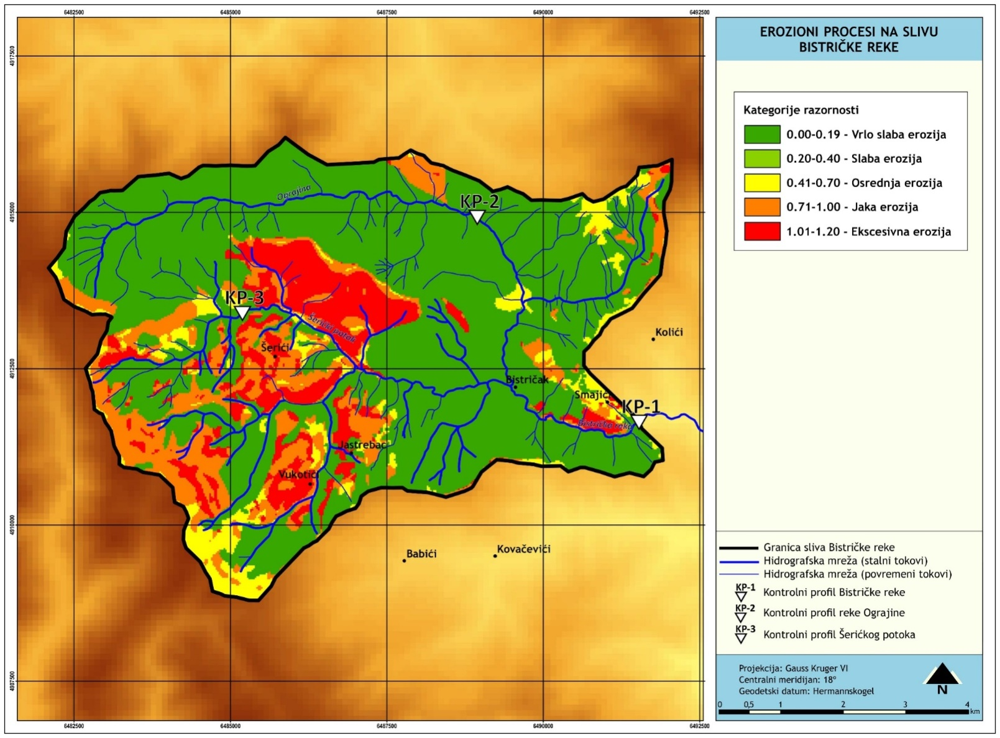 6482500 6485000 6487500 6490000 6492500
4917500
4915000
4912500
4910000
4907500
6482500 6485000 6487500 6490000 6492500
Ograjina
KP-2
KP-3
Šerićki potok
Šerići
Kolići
Bistričak
Smajići
KP-1
Bistrička reka
Jastrebac
Vukotići
Babići
Kovačevići
EROZIONI PROCESI NA SLIVU
BISTRIČKE REKE
Kategorije razornosti
0.00-0.19 - Vrlo slaba erozija
0.20-0.40 - Slaba erozija
0.41-0.70 - Osrednja erozija
0.71-1.00 - Jaka erozija
1.01-1.20 - Ekscesivna erozija
Granica sliva Bistričke reke
Hidrografska mreža (stalni tokovi)
Hidrografska mreža (povremeni tokovi)
KP-1 Kontrolni profil Bistričke reke
KP-2 Kontrolni profil reke Ograjine
KP-3 Kontrolni profil Šerićkog potoka
Projekcija: Gauss Kruger VI
Centralni meridijan: 18°
Geodetski datum: Hermannskogel
N
0 0,5 1 2 3 4 km